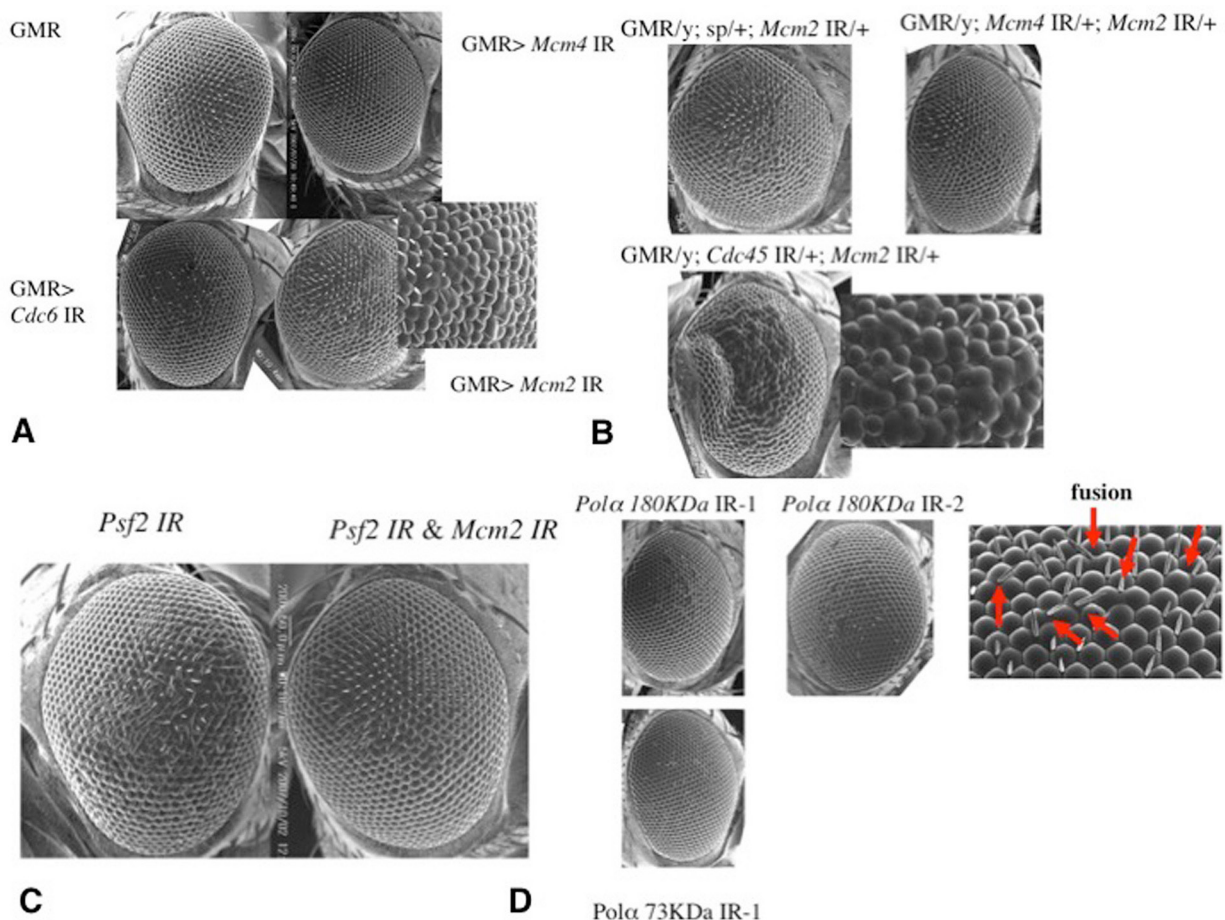 GMR
GMR> Mcm4 IR
GMR>
Cdc6 IR
GMR> Mcm2 IR
A
GMR/y; sp/+; Mcm2 IR/+
GMR/y; Mcm4 IR/+; Mcm2 IR/+
GMR/y; Cdc45 IR/+; Mcm2 IR/+
B
Psf2 IR
Psf2 IR & Mcm2 IR
C
Polα 180KDa IR-1
Polα 180KDa IR-2
fusion
D
Polα 73KDa IR-1